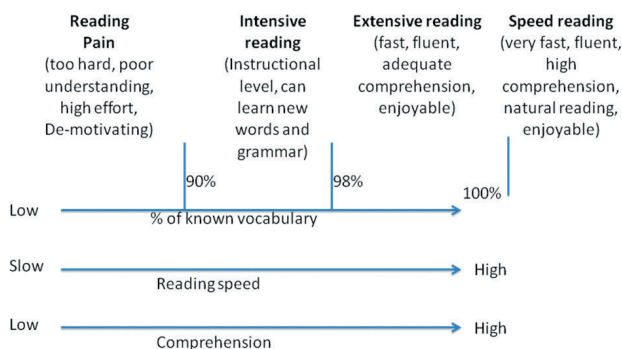 Reading
Pain
(too hard, poor
understanding,
high effort,
De-motivating)
Intensive
reading
(Instructional
level, can
learn new
words and
grammar)
Extensive reading
(fast, fluent,
adequate
comprehension,
enjoyable)
Speed reading
(very fast, fluent,
high
comprehension,
natural reading,
enjoyable)
90%
98%
100%
Low
% of known vocabulary
Slow
High
Reading speed
Low
High
Comprehension